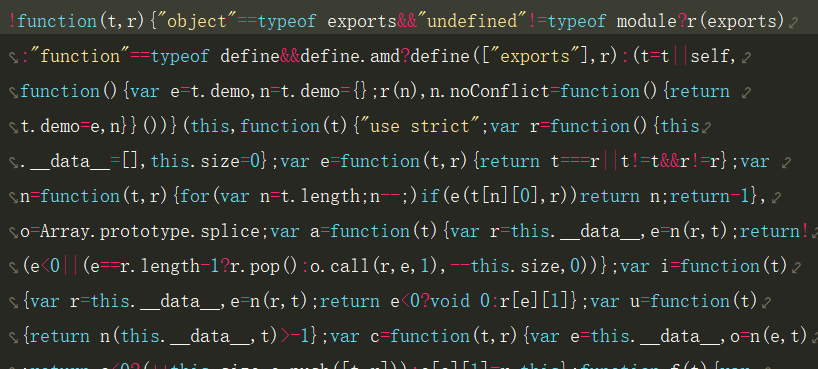 !function(t,r){"object"==typeof exports&&"undefined"!=typeof module?r(exports)
:"function"==typeof define&&define.amd?define(["exports"],r):(t=t||self,
function(){var e=t.demo,n=t.demo={};r(n),n.noConflict=function(){return
t.demo=e,n}}())}(this,function(t){"use strict";var r=function(){this
.__data__=[],this.size=0};var e=function(t,r){return t===r||t!=t&&r!=r};var
n=function(t,r){for(var n=t.length;n--;)if(e(t[n][0],r))return n;return-1},
o=Array.prototype.splice;var a=function(t){var r=this.__data__,e=n(r,t);return!
(e<0||(e==r.length-1?r.pop():o.call(r,e,1),--this.size,0))};var i=function(t)
{var r=this.__data__,e=n(r,t);return e<0?void 0:r[e][1]};var u=function(t)
{return n(this.__data__,t)>-1};var c=function(t,r){var e=this.__data__,o=n(e,t)